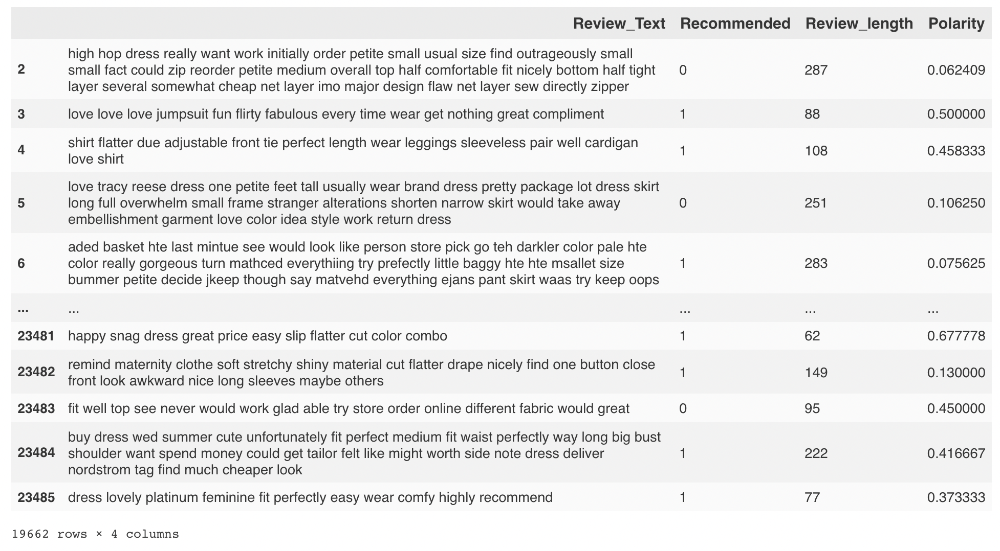 Review_Text Recommended Review_length Polarity
high hop dress really want work initially order petite small usual size find outrageously small
2 small fact could zip reorder petite medium overall top half comfortable fit nicely bottom half tight 0 287 0.062409
layer several somewhat cheap net layer imo major design flaw net layer sew directly zipper
3 love love love jumpsuit fun flirty fabulous every time wear get nothing great compliment 1 88 0.500000
4 shirt flatter due adjustable front tie perfect length wear leggings sleeveless pair well cardigan 1 108 0.458333
love shirt
love tracy reese dress one petite feet tall usually wear brand dress pretty package lot dress skirt
5 long full overwhelm small frame stranger alterations shorten narrow skirt would take away 0 251 0.106250
embellishment garment love color idea style work return dress
aded basket hte last mintue see would look like person store pick go teh darkler color pale hte
6 color really gorgeous turn mathced everythiing try prefectly little baggy hte hte msallet size 1 283 0.075625
bummer petite decide jkeep though say matvehd everything ejans pant skirt waas try keep oops
... ... ... ... ...
23481 happy snag dress great price easy slip flatter cut color combo 1 62 0.677778
23482 remind maternity clothe soft stretchy shiny material cut flatter drape nicely find one button close 1 149 0.130000
front look awkward nice long sleeves maybe others
23483 fit well top see never would work glad able try store order online different fabric would great 0 95 0.450000
buy dress wed summer cute unfortunately fit perfect medium fit waist perfectly way long big bust
23484 shoulder want spend money could get tailor felt like might worth side note dress deliver 1 222 0.416667
nordstrom tag find much cheaper look
23485 dress lovely platinum feminine fit perfectly easy wear comfy highly recommend 1 77 0.373333
19662 rows × 4 columns